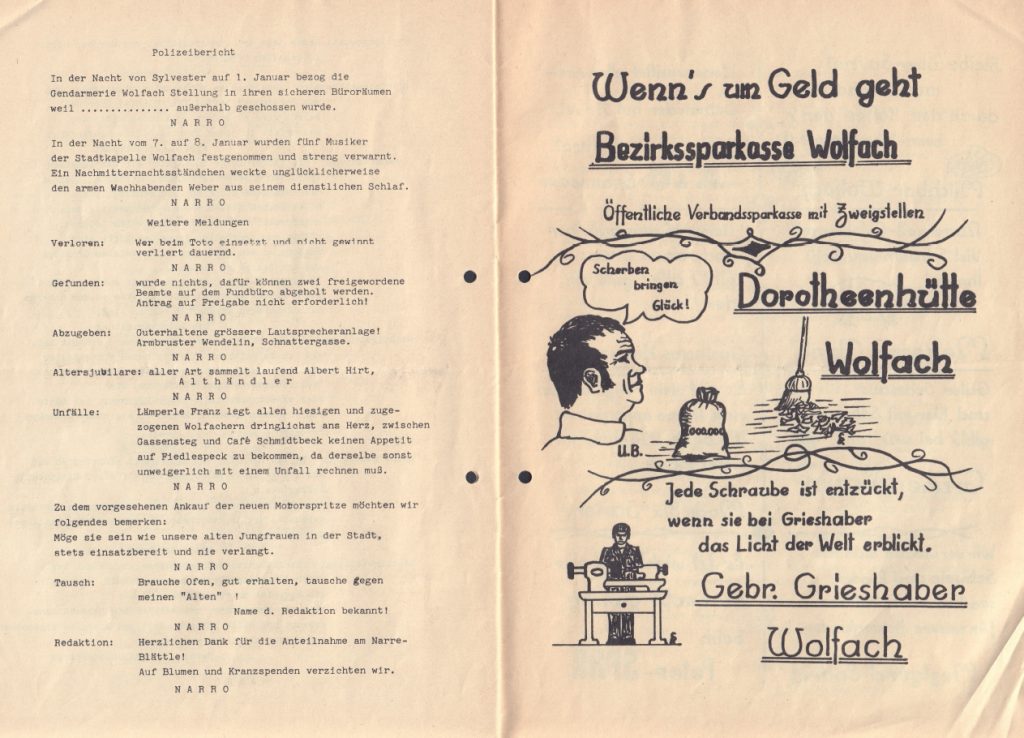 Polizeibericht
In der Nacht von Sylvester auf 1. Januar bezog die
Gendarmerie Wolfach Stellung in ihren sicheren Büroräumen
weil ............... außerhalb geschossen wurde.
N A R R O
In der Nacht vom 7. auf 8. Januar wurden fünf Musiker
der Stadtkapelle Wolfach festgenommen und streng verwarnt.
Ein Nachmitternachtsständchen weckte unglücklicherweise
den armen Wachhabenden Weber aus seinem dienstlichen Schlaf.
N A R R O
Weitere Meldungen
Verloren: Wer beim Toto einsetzt und nicht gewinnt
verliert dauernd.
N A R R O
Gefunden: wurde nichts, dafür können zwei freigewordene
Beamte auf dem Fundbüro abgeholt werden.
Antrag auf Freigabe nicht erforderlich!
N A R R O
Abzugeben: Guterhaltene grössere Lautsprecheranlage!
Armbruster Wendelin, Schnattergasse.
N A R R O
Altersjubilare: aller Art sammelt laufend Albert Hirt,
A l t h ä n d l e r
N A R R O
Unfälle: Lämperle Franz legt allen hiesigen und zuge-
zogenen Wolfachern dringlichst ans Herz, zwischen
Gassensteg und Café Schmidtbeck keinen Appetit
auf Fiedlespeck zu bekommen, da derselbe sonst
unweigerlich mit einem Unfall rechnen muß.
N A R R O
Zu dem vorgesehenen Ankauf der neuen Motorspritze möchten wir
folgendes bemerken:
Möge sie sein wie unsere alten Jungfrauen in der Stadt,
stets einsatzbereit und nie verlangt.
N A R R O
Tausch: Brauche Ofen, gut erhalten, tausche gegen
meinen "Alten" !
Name d. Redaktion bekannt!
N A R R O
Redaktion: Herzlichen Dank für die Anteilnahme am Narre-
Blättle!
Auf Blumen und Kranzspenden verzichten wir.
N A R R O
Wenn's um Geld geht
Bezirkssparkasse Wolfach
Öffentliche Verbandssparkasse mit Zweigstellen
Scherben
bringen
Glück!
Dorotheenhütte
Wolfach
1000.000
U.B.
Jede Schraube ist entzückt,
wenn sie bei Grieshaber
das Licht der Welt erblickt.
Gebr. Grieshaber
Wolfach